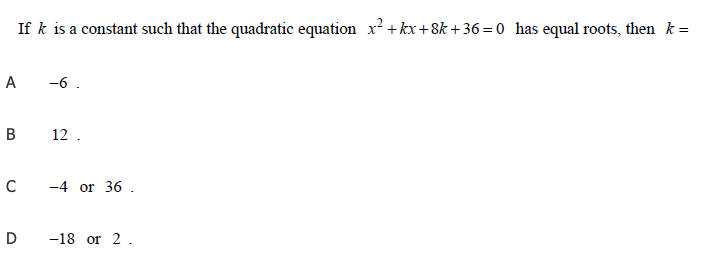 If k is a constant such that the quadratic equation x² + kx + 8k + 36 = 0 has equal roots, then k =
A −6 .
B 12 .
C −4 or 36 .
D −18 or 2 .